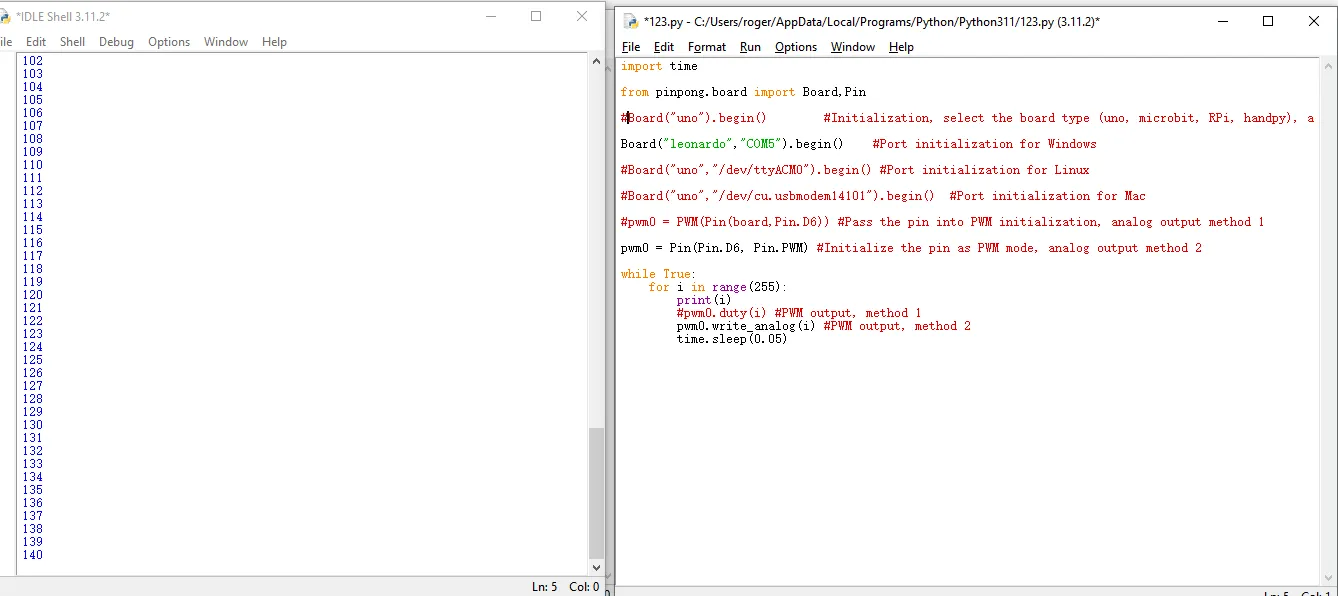 *IDLE Shell 3.11.2*
ile Edit Shell Debug Options Window Help
102
103
104
105
106
107
108
109
110
111
112
113
114
115
116
117
118
119
120
121
122
123
124
125
126
127
128
129
130
131
132
133
134
135
136
137
138
139
140
Ln: 5 Col: 0
*123.py - C:/Users/roger/AppData/Local/Programs/Python/Python311/123.py (3.11.2)*
File Edit Format Run Options Window Help
import time
from pinpong.board import Board,Pin
#Board("uno").begin() #Initialization, select the board type (uno, microbit, RPi, handpy), a
Board("leonardo","COM5").begin() #Port initialization for Windows
#Board("uno","/dev/ttyACM0").begin() #Port initialization for Linux
#Board("uno","/dev/cu.usbmodem14101").begin() #Port initialization for Mac
#pwm0 = PWM(Pin(board,Pin.D6)) #Pass the pin into PWM initialization, analog output method 1
pwm0 = Pin(Pin.D6, Pin.PWM) #Initialize the pin as PWM mode, analog output method 2
while True:
for i in range(255):
print(i)
#pwm0.duty(i) #PWM output, method 1
pwm0.write_analog(i) #PWM output, method 2
time.sleep(0.05)